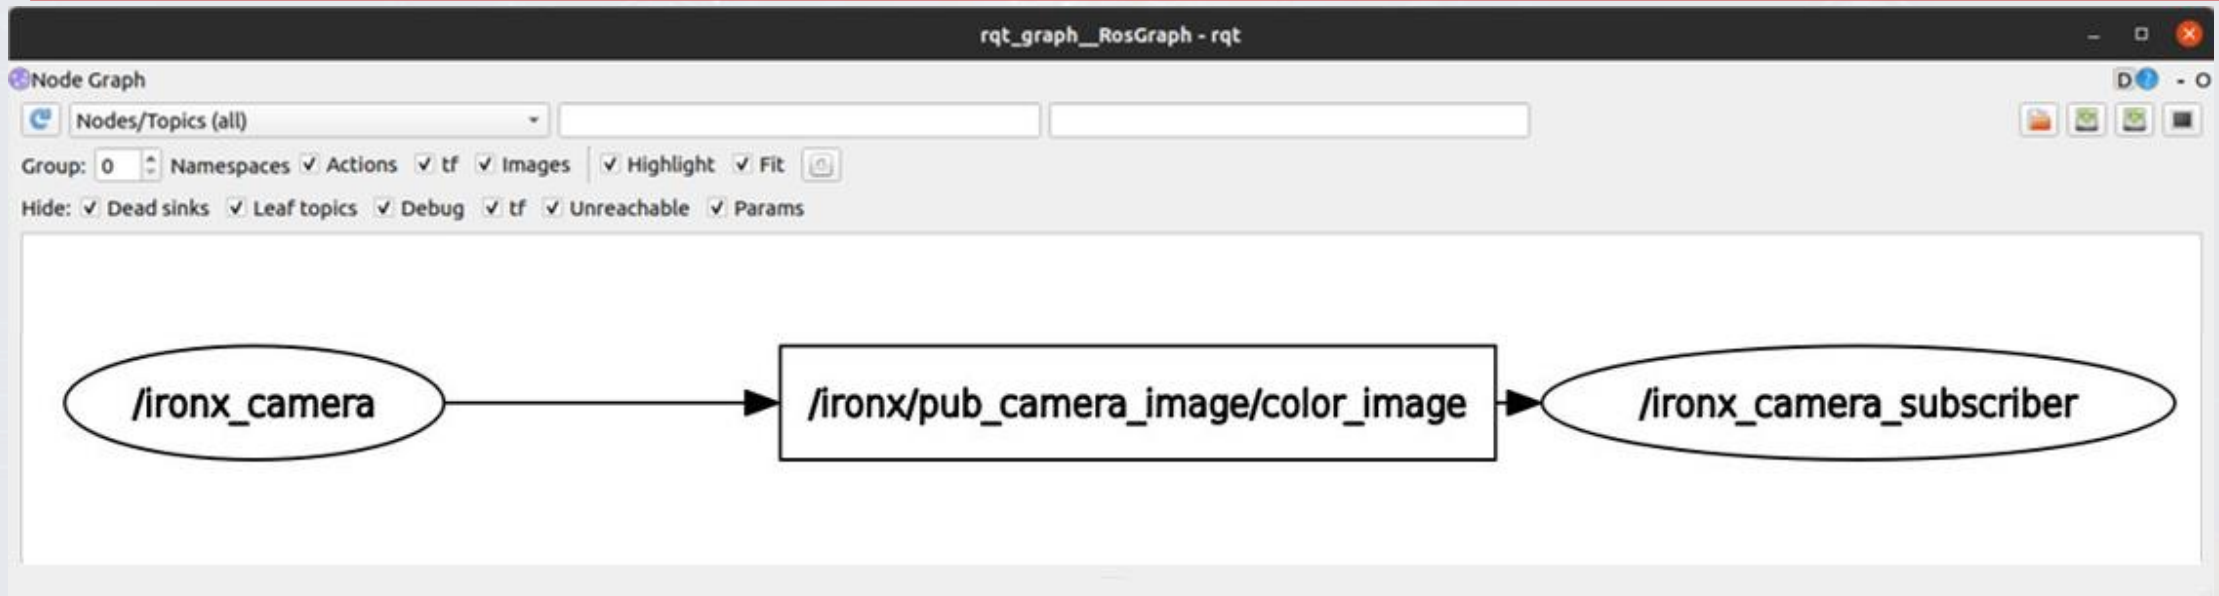 rqt_graph__RosGraph - rqt
Node Graph
D - O
Nodes/Topics (all)
Group: 0 Namespaces Actions tf Images Highlight Fit
Hide: Dead sinks Leaf topics Debug tf Unreachable Params
/ironx_camera /ironx/pub_camera_image/color_image /ironx_camera_subscriber